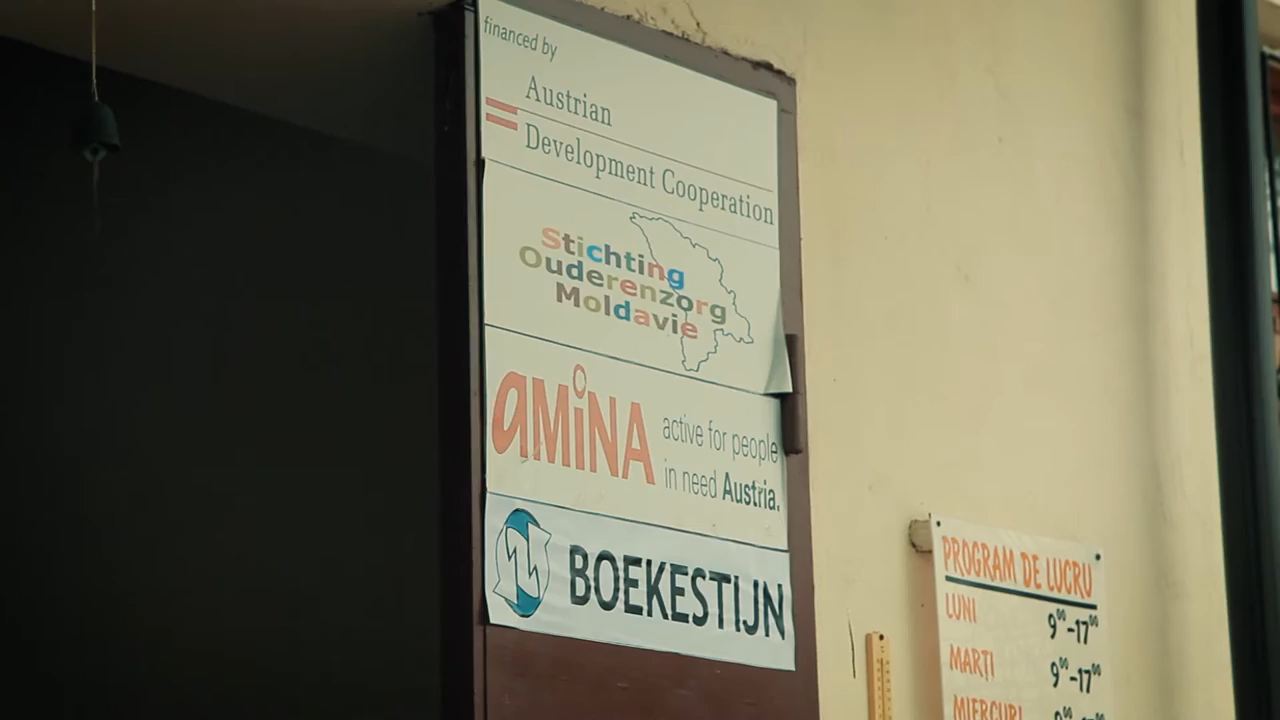 financed by
Austrian
Development Cooperation
Stichting
Ouderenzorg
Moldavie
aMiNA
active for people
in need Austria.
BOEKESTIJN
PROGRAM DE LUCRU
LUNI 9⁰⁰-17⁰⁰
MARȚI 9⁰⁰-17⁰⁰
MIERCURI